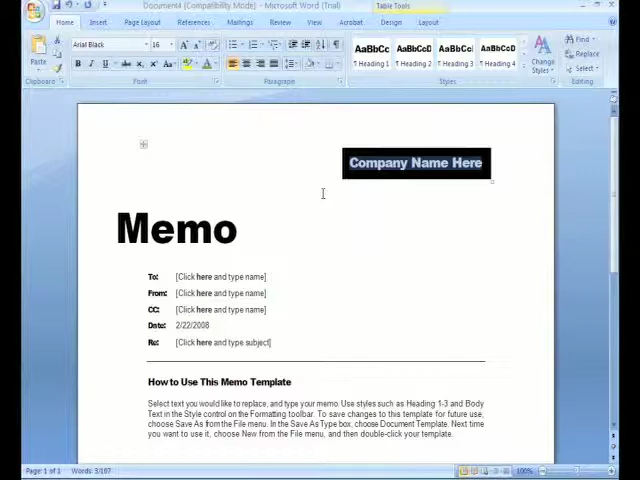 Document4 [Compatibility Mode] - Microsoft Word (Trial)
Table Tools
Home Insert Page Layout References Mailings Review View Acrobat Design Layout
Arial Black 16
Paste
Clipboard Font Paragraph Styles Editing
AaBbCc AaBbCcD AaBbCcI AaBbCcD
¶ Heading 1 ¶ Heading 2 ¶ Heading 3 ¶ Heading 4
Change Styles
Find
Replace
Select
Company Name Here
Memo
To: [Click here and type name]
From: [Click here and type name]
CC: [Click here and type name]
Date: 2/22/2008
Re: [Click here and type subject]
How to Use This Memo Template
Select text you would like to replace, and type your memo. Use styles such as Heading 1-3 and Body
Text in the Style control on the Formatting toolbar. To save changes to this template for future use,
choose Save As from the File menu. In the Save As Type box, choose Document Template. Next time
you want to use it, choose New from the File menu, and then double-click your template.
Page: 1 of 1 Words: 3/107 100%